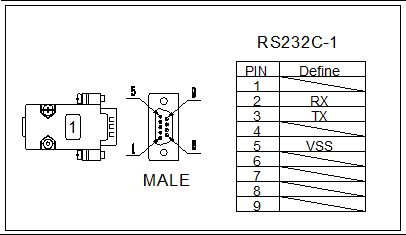 RS232C-1
PIN Define
1
2 RX
3 TX
4
5 VSS
6
7
8
9
1
5 9
1 6
MALE